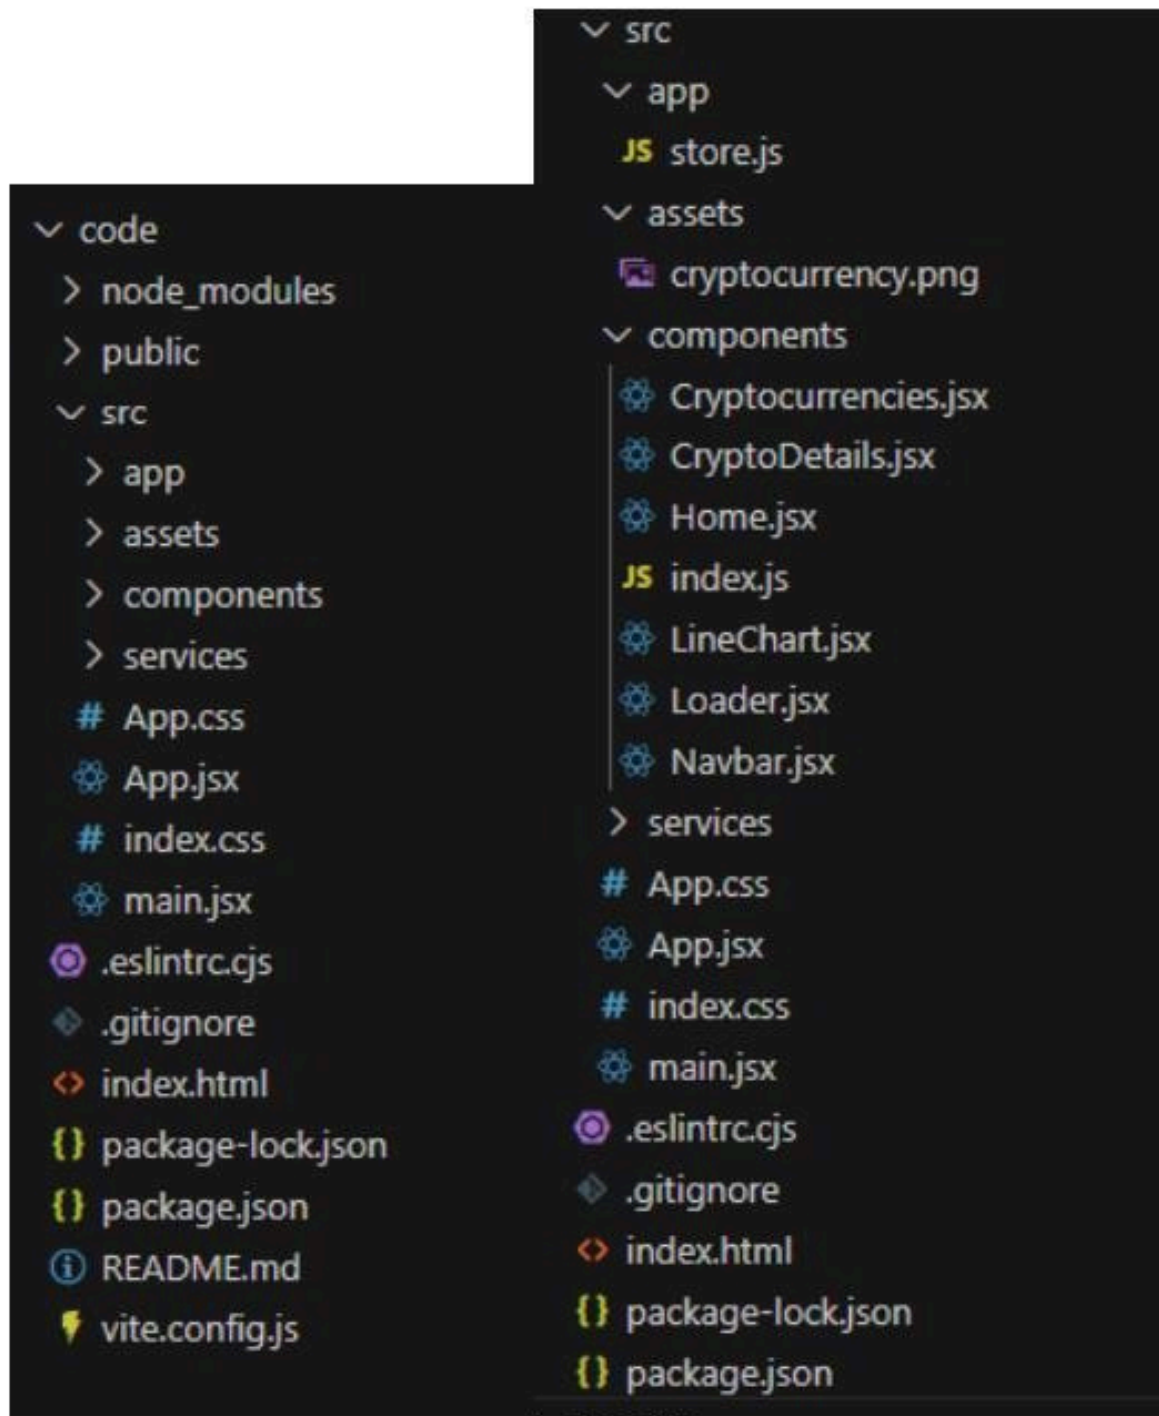 code
node_modules
public
src
app
assets
components
services
# App.css
App.jsx
# index.css
main.jsx
.eslintrc.cjs
.gitignore
<> index.html
{} package-lock.json
{} package.json
README.md
vite.config.js
src
app
JS store.js
assets
cryptocurrency.png
components
Cryptocurrencies.jsx
CryptoDetails.jsx
Home.jsx
JS index.js
LineChart.jsx
Loader.jsx
Navbar.jsx
services
# App.css
App.jsx
# index.css
main.jsx
.eslintrc.cjs
.gitignore
<> index.html
{} package-lock.json
{} package.json